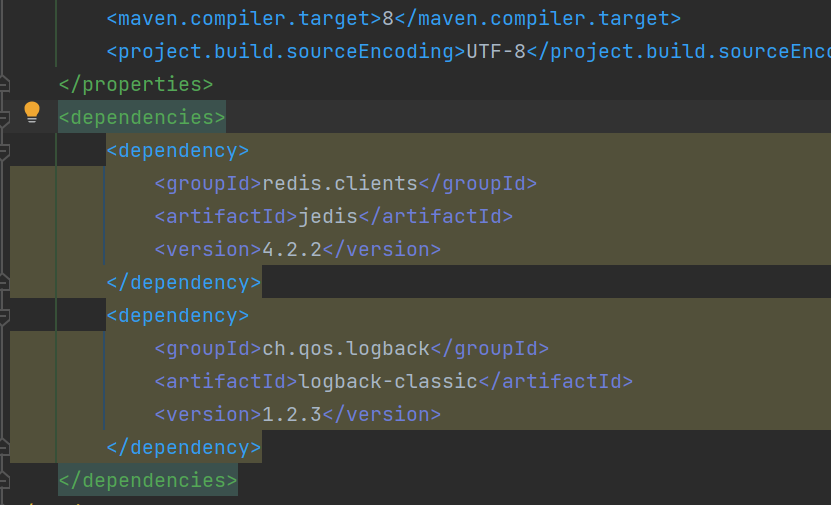 <maven.compiler.target>8</maven.compiler.target>
<project.build.sourceEncoding>UTF-8</project.build.sourceEnc
</properties>
<dependencies>
<dependency>
<groupId>redis.clients</groupId>
<artifactId>jedis</artifactId>
<version>4.2.2</version>
</dependency>
<dependency>
<groupId>ch.qos.logback</groupId>
<artifactId>logback-classic</artifactId>
<version>1.2.3</version>
</dependency>
</dependencies>